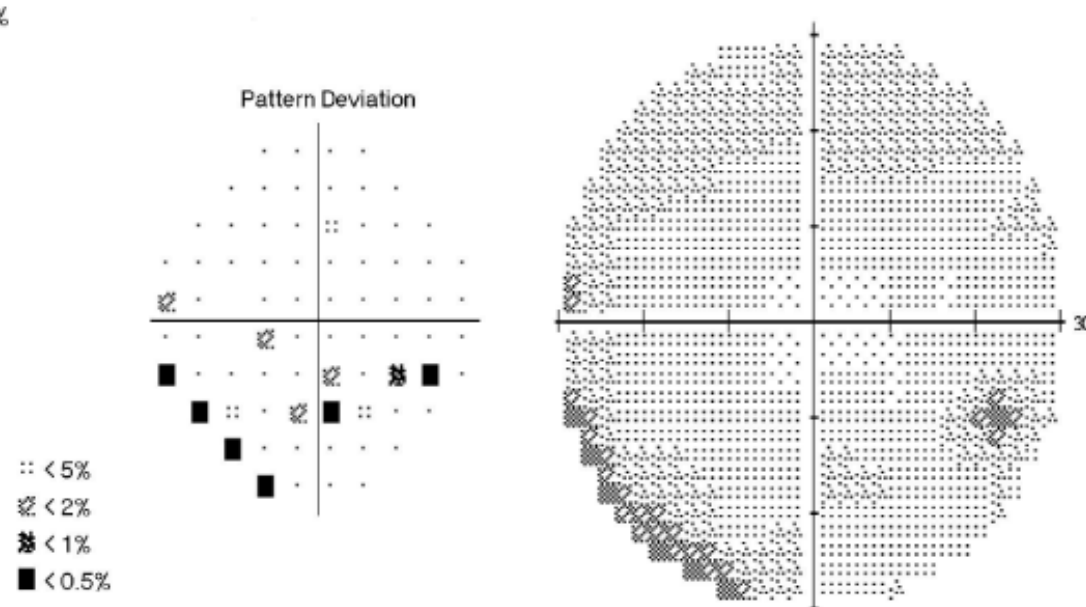 %
Pattern Deviation
30
:: < 5%
< 2%
< 1%
< 0.5%